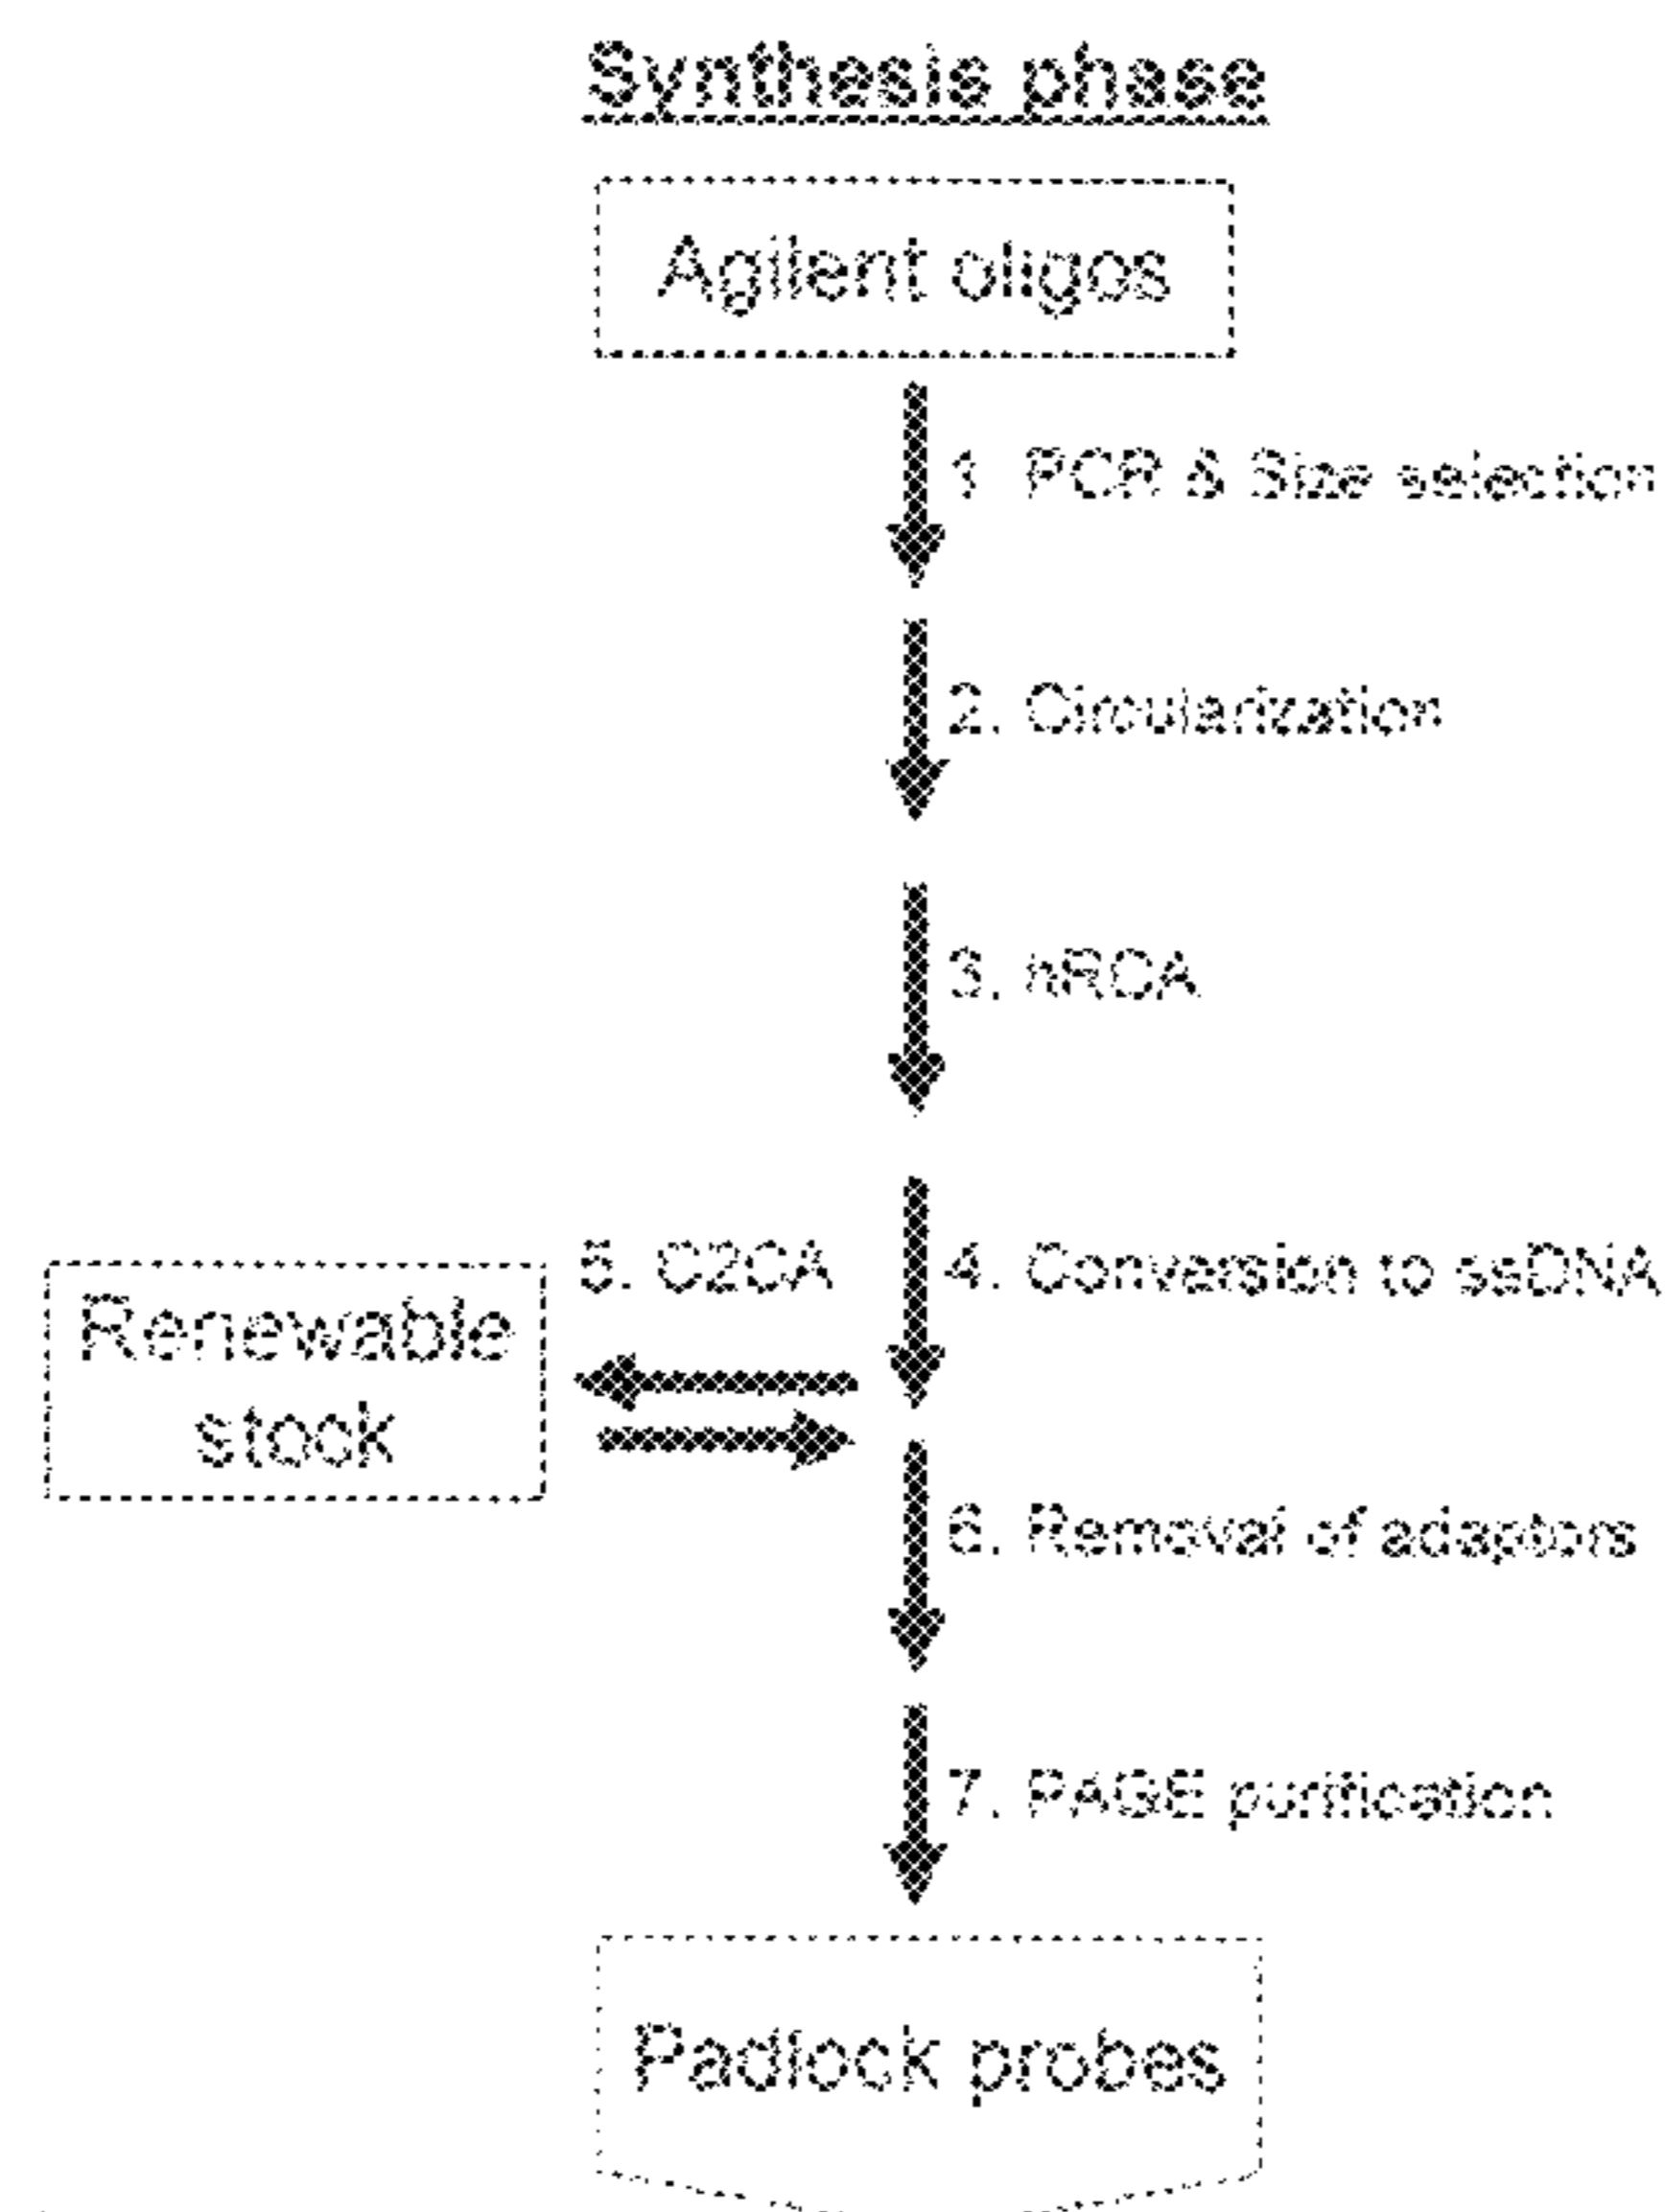 Synthesis phase
Agilent oligos
1. PCR & Size selection
2. Circularization
3. hRCA
5. C2CA
4. Conversion to ssDNA
Renewable
stock
6. Removal of adaptors
7. PAGE purification
Padlock probes